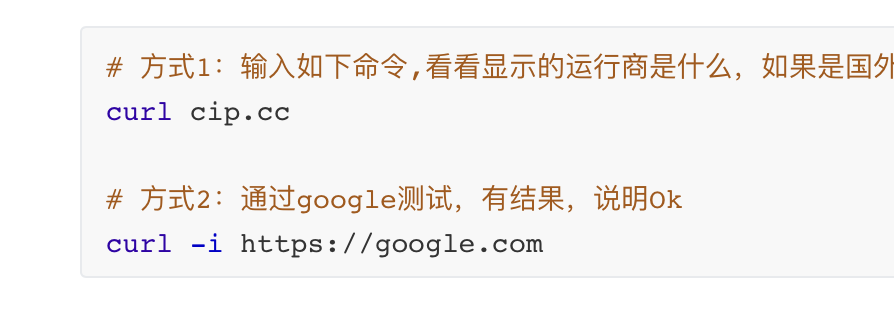 # 方式1：输入如下命令,看看显示的运行商是什么，如果是国外
curl cip.cc
# 方式2：通过google测试，有结果，说明Ok
curl -i https://google.com